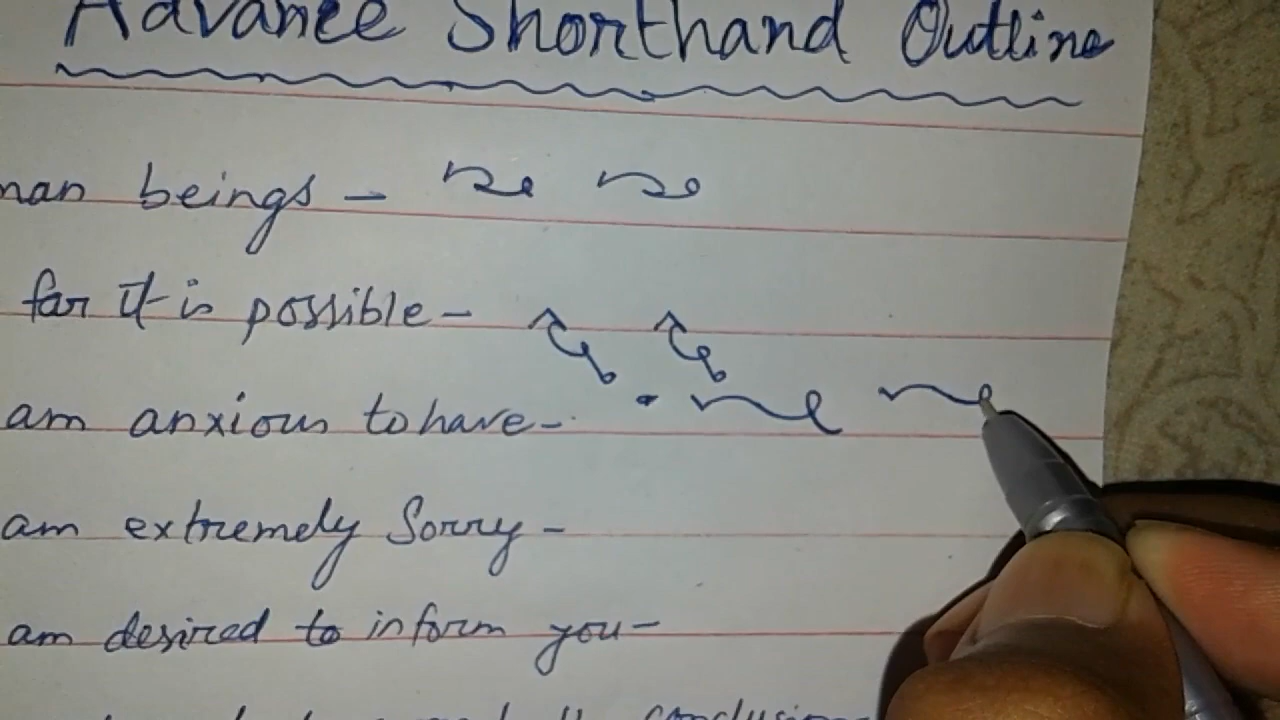 Advance Shorthand Outline
man beings -
far it is possible -
am anxious to have -
am extremely Sorry -
am desired to inform you -
conclusion